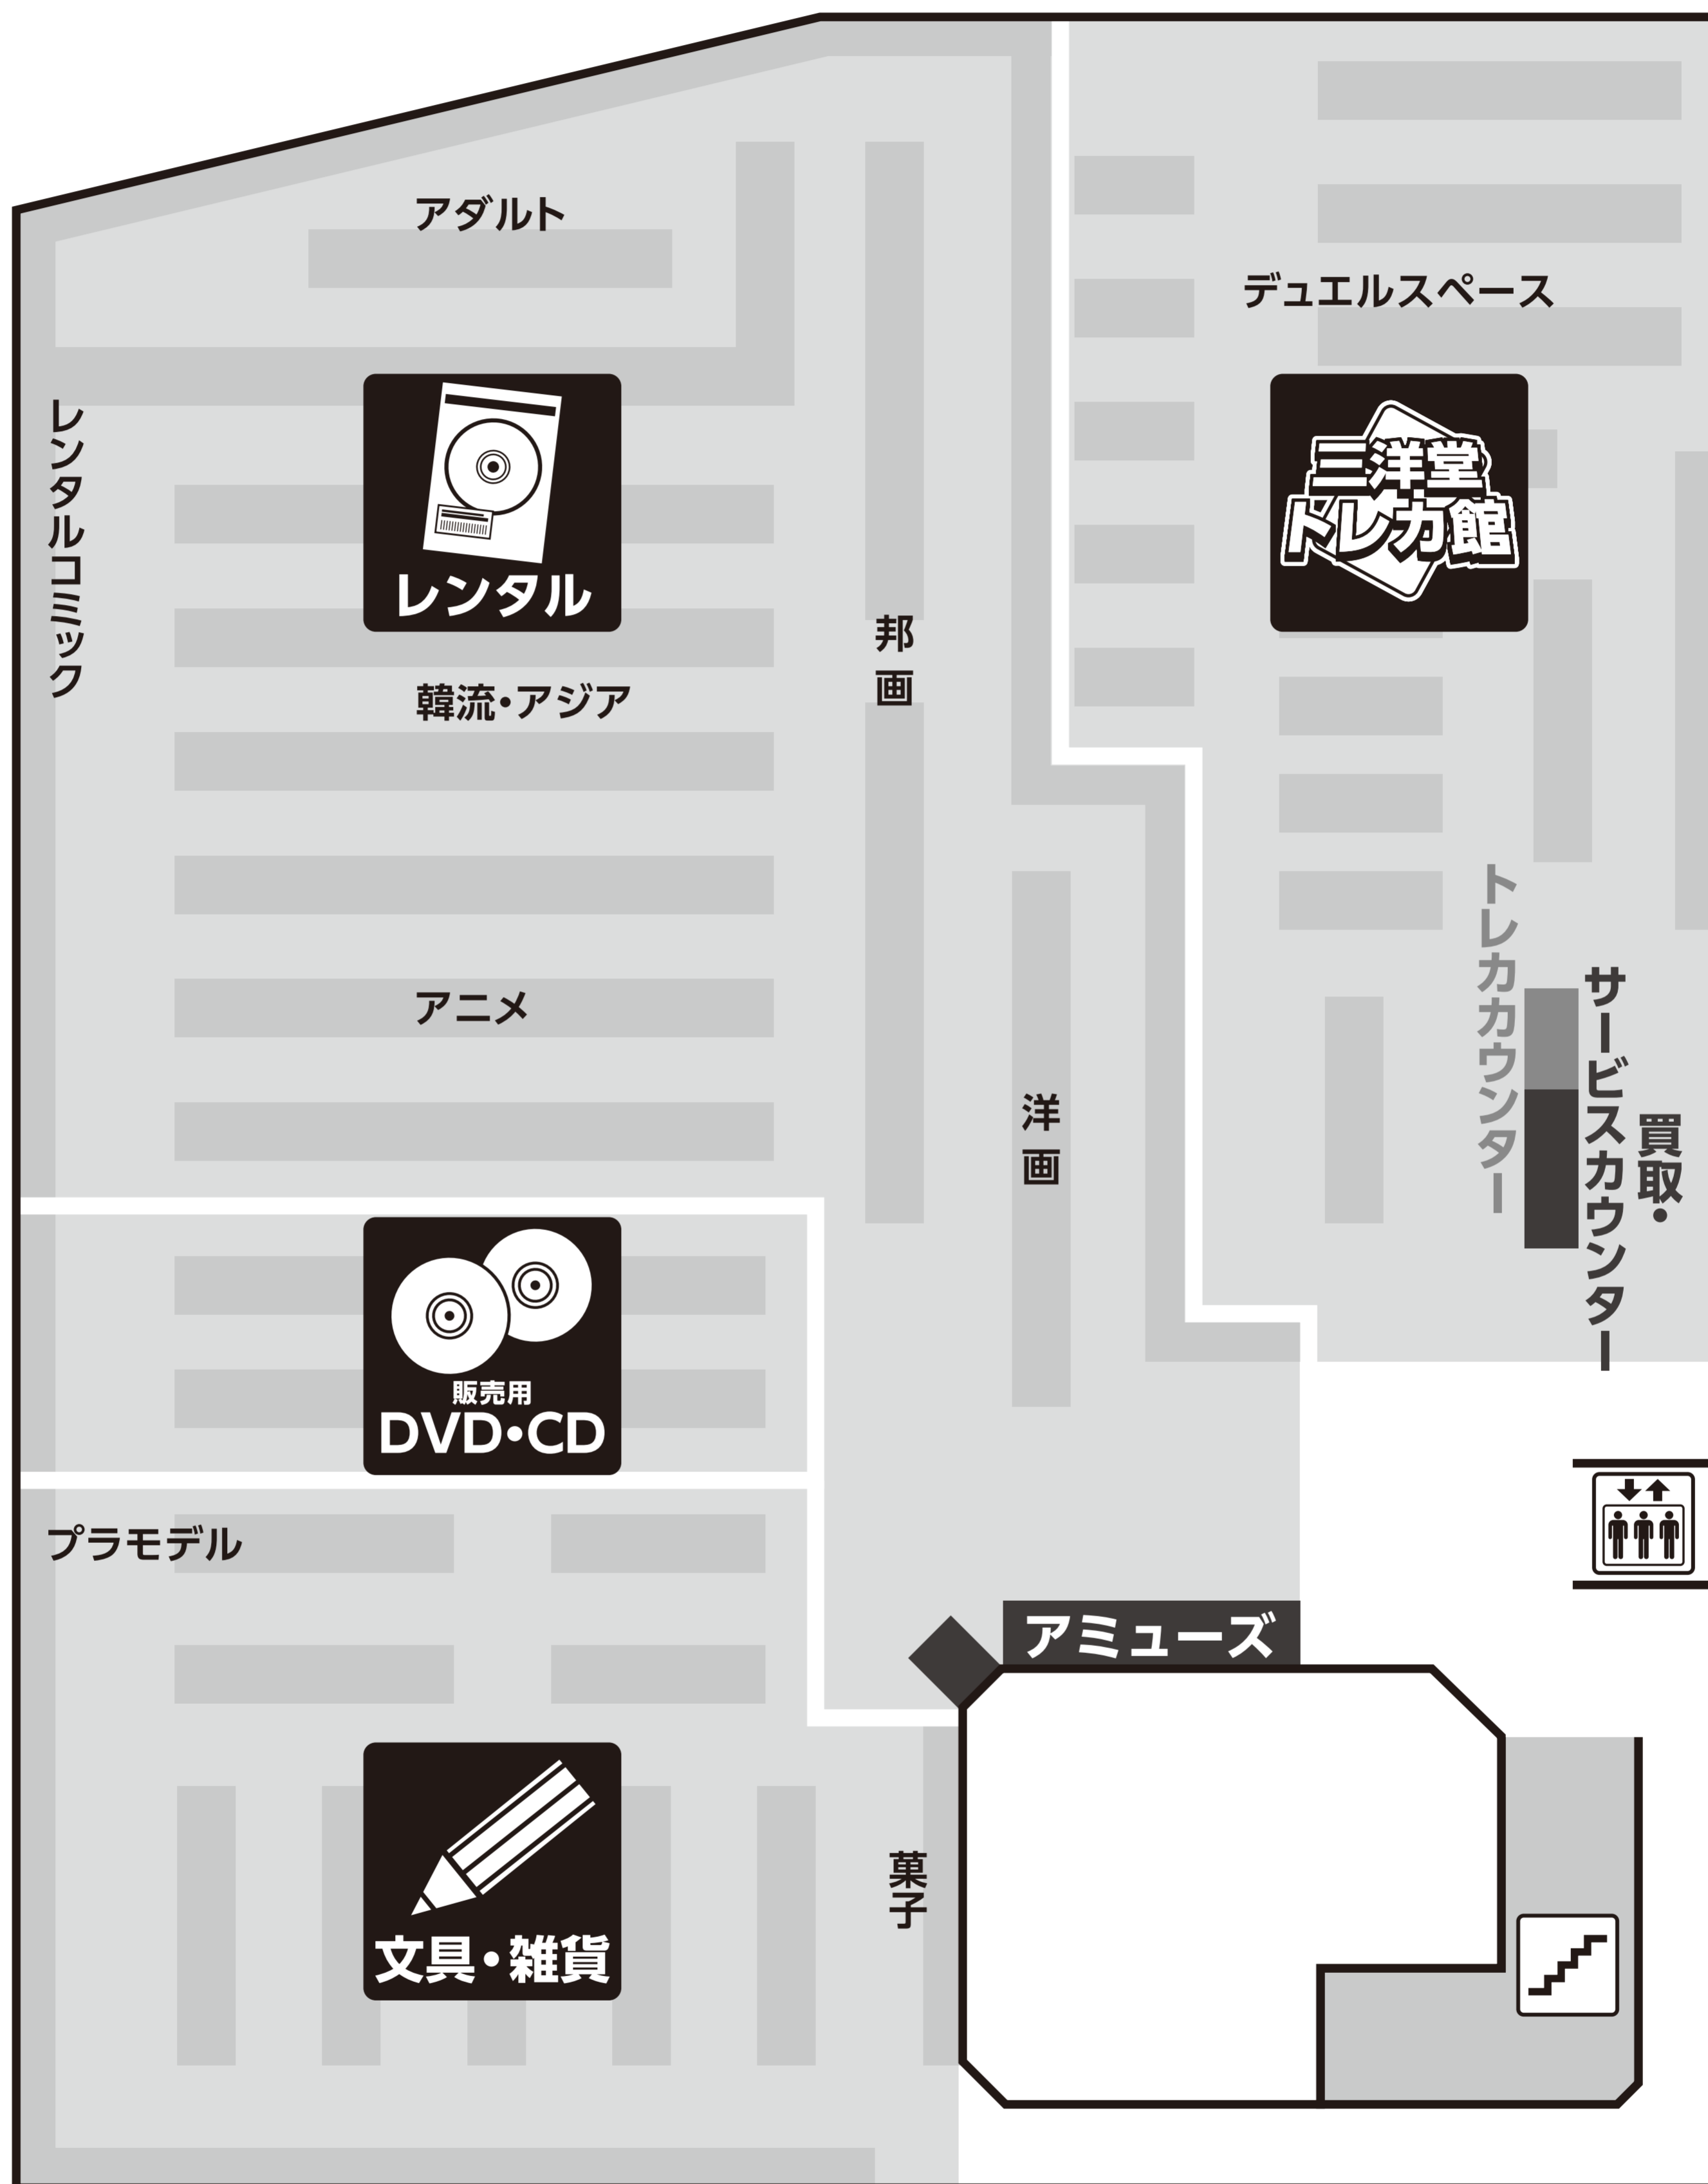 アダルト
デュエルスペース
レンタルコミック
レンタル
三洋堂
トレカ館
邦画
韓流・アジア
トレカカウンター
買取・
サービスカウンター
アニメ
洋画
販売用
DVD・CD
プラモデル
アミューズ
文具・雑貨
菓子